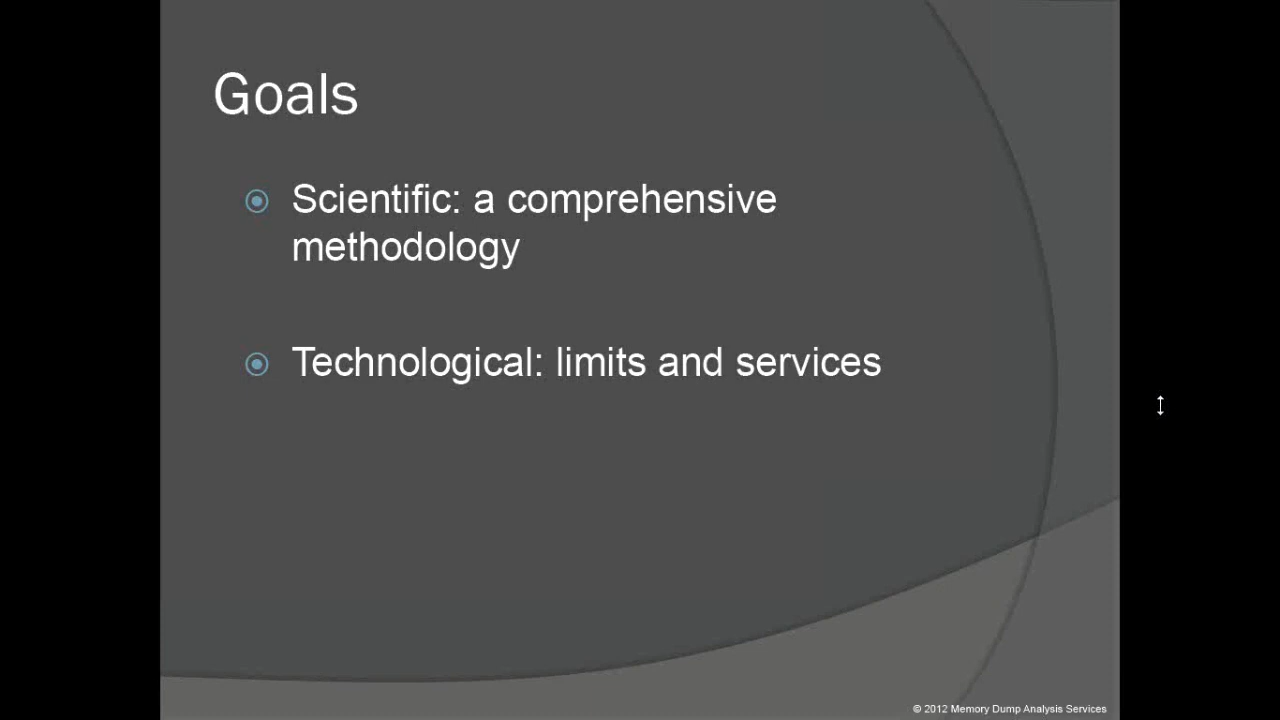 Goals
Scientific: a comprehensive
methodology
Technological: limits and services
© 2012 Memory Dump Analysis Services